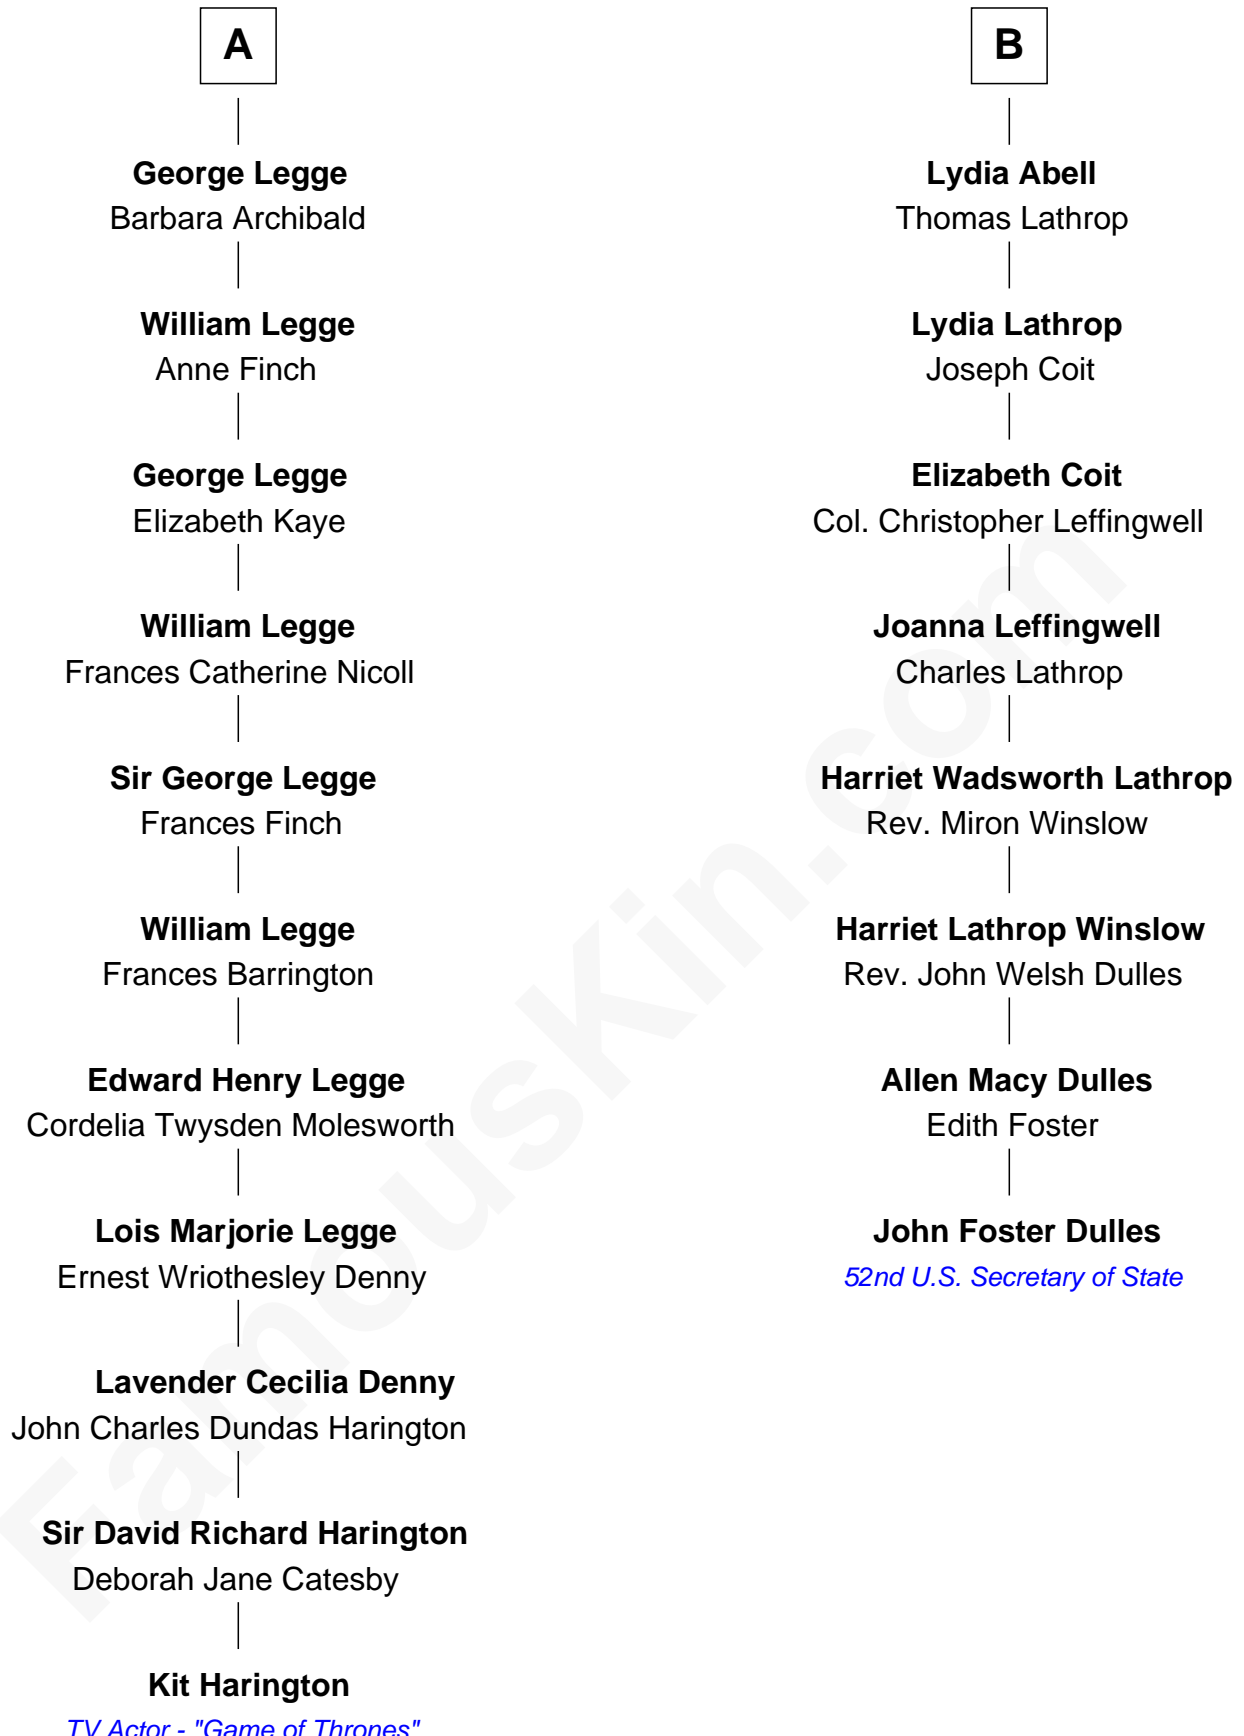 A
George Legge
Barbara Archibald
William Legge
Anne Finch
George Legge
Elizabeth Kaye
William Legge
Frances Catherine Nicoll
Sir George Legge
Frances Finch
William Legge
Frances Barrington
Edward Henry Legge
Cordelia Twysden Molesworth
Lois Marjorie Legge
Ernest Wriothesley Denny
Lavender Cecilia Denny
John Charles Dundas Harington
Sir David Richard Harington
Deborah Jane Catesby
Kit Harington
TV Actor - "Game of Thrones"
B
Lydia Abell
Thomas Lathrop
Lydia Lathrop
Joseph Coit
Elizabeth Coit
Col. Christopher Leffingwell
Joanna Leffingwell
Charles Lathrop
Harriet Wadsworth Lathrop
Rev. Miron Winslow
Harriet Lathrop Winslow
Rev. John Welsh Dulles
Allen Macy Dulles
Edith Foster
John Foster Dulles
52nd U.S. Secretary of State
FamousKin.com